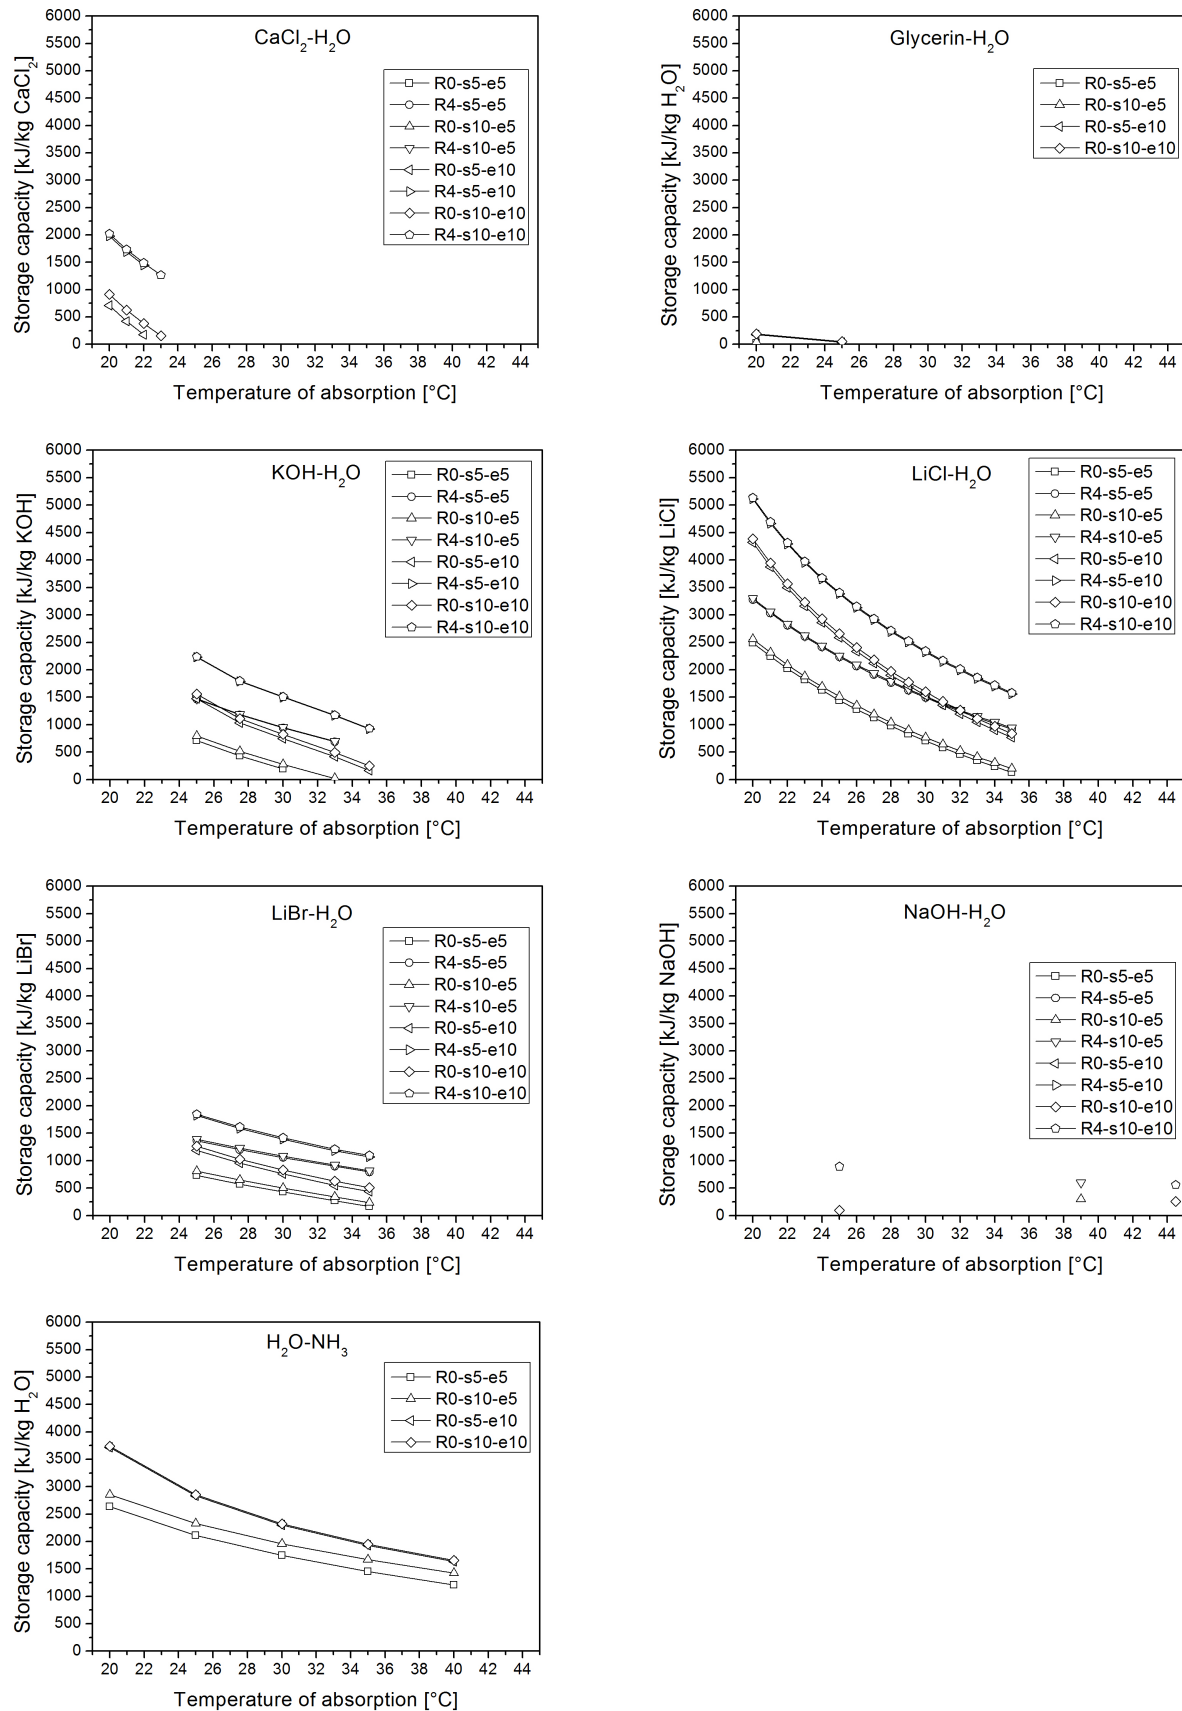 CaCl₂-H₂O
6000
5500
5000
4500
4000
3500
3000
2500
2000
1500
1000
500
0
Storage capacity [kJ/kg CaCl₂]
R0-s5-e5
R4-s5-e5
R0-s10-e5
R4-s10-e5
R0-s5-e10
R4-s5-e10
R0-s10-e10
R4-s10-e10
20 22 24 26 28 30 32 34 36 38 40 42 44
Temperature of absorption [°C]
Glycerin-H₂O
6000
5500
5000
4500
4000
3500
3000
2500
2000
1500
1000
500
0
Storage capacity [kJ/kg H₂O]
R0-s5-e5
R0-s10-e5
R0-s5-e10
R0-s10-e10
20 22 24 26 28 30 32 34 36 38 40 42 44
Temperature of absorption [°C]
KOH-H₂O
6000
5500
5000
4500
4000
3500
3000
2500
2000
1500
1000
500
0
Storage capacity [kJ/kg KOH]
R0-s5-e5
R4-s5-e5
R0-s10-e5
R4-s10-e5
R0-s5-e10
R4-s5-e10
R0-s10-e10
R4-s10-e10
20 22 24 26 28 30 32 34 36 38 40 42 44
Temperature of absorption [°C]
LiCl-H₂O
6000
5500
5000
4500
4000
3500
3000
2500
2000
1500
1000
500
0
Storage capacity [kJ/kg LiCl]
R0-s5-e5
R4-s5-e5
R0-s10-e5
R4-s10-e5
R0-s5-e10
R4-s5-e10
R0-s10-e10
R4-s10-e10
20 22 24 26 28 30 32 34 36 38 40 42 44
Temperature of absorption [°C]
LiBr-H₂O
6000
5500
5000
4500
4000
3500
3000
2500
2000
1500
1000
500
0
Storage capacity [kJ/kg LiBr]
R0-s5-e5
R4-s5-e5
R0-s10-e5
R4-s10-e5
R0-s5-e10
R4-s5-e10
R0-s10-e10
R4-s10-e10
20 22 24 26 28 30 32 34 36 38 40 42 44
Temperature of absorption [°C]
NaOH-H₂O
6000
5500
5000
4500
4000
3500
3000
2500
2000
1500
1000
500
0
Storage capacity [kJ/kg NaOH]
R0-s5-e5
R4-s5-e5
R0-s10-e5
R4-s10-e5
R0-s5-e10
R4-s5-e10
R0-s10-e10
R4-s10-e10
20 22 24 26 28 30 32 34 36 38 40 42 44
Temperature of absorption [°C]
H₂O-NH₃
6000
5500
5000
4500
4000
3500
3000
2500
2000
1500
1000
500
0
Storage capacity [kJ/kg H₂O]
R0-s5-e5
R0-s10-e5
R0-s5-e10
R0-s10-e10
20 22 24 26 28 30 32 34 36 38 40 42 44
Temperature of absorption [°C]